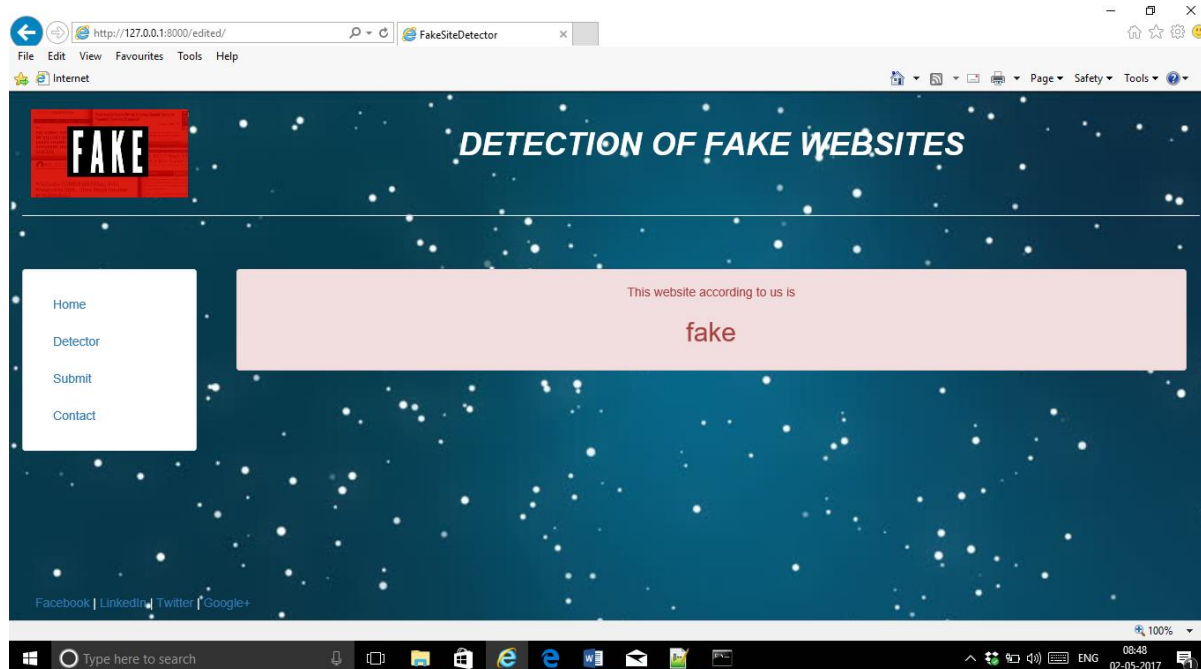 http://127.0.0.1:8000/edited/ FakeSiteDetector
File Edit View Favourites Tools Help
Internet Page Safety Tools
FAKE DETECTION OF FAKE WEBSITES
Home
Detector
Submit
Contact
This website according to us is
fake
Facebook | LinkedIn | Twitter | Google+
100%
Type here to search ENG 08:48
02-05-2017